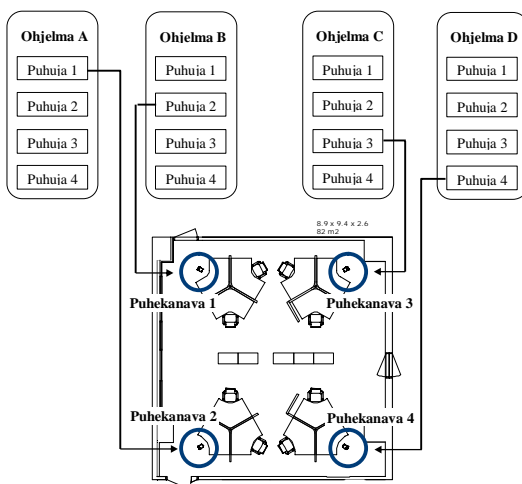 Ohjelma A
Puhuja 1
Puhuja 2
Puhuja 3
Puhuja 4
Ohjelma B
Puhuja 1
Puhuja 2
Puhuja 3
Puhuja 4
Ohjelma C
Puhuja 1
Puhuja 2
Puhuja 3
Puhuja 4
Ohjelma D
Puhuja 1
Puhuja 2
Puhuja 3
Puhuja 4
8.9 x 9.4 x 2.6
82 m2
Puhekanava 1
Puhekanava 3
Puhekanava 2
Puhekanava 4